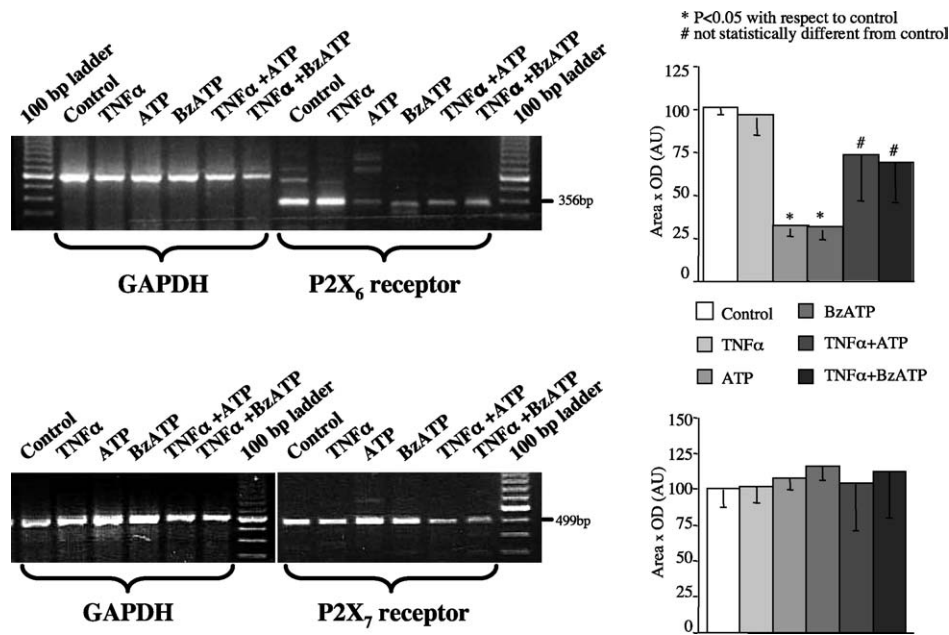 100 bp ladder
Control
TNFα
ATP
BzATP
TNFα+ATP
TNFα+BzATP
Control
TNFα
ATP
BzATP
TNFα+ATP
TNFα+BzATP
100 bp ladder
356bp
GAPDH
P2X₆ receptor
* P<0.05 with respect to control
# not statistically different from control
Area x OD (AU)
125
100
75
50
25
0
*
*
#
#
Control
BzATP
TNFα
TNFα+ATP
ATP
TNFα+BzATP
Control
TNFα
ATP
BzATP
TNFα+ATP
TNFα+BzATP
100 bp ladder
Control
TNFα
ATP
BzATP
TNFα+ATP
TNFα+BzATP
100 bp ladder
499bp
GAPDH
P2X₇ receptor
Area x OD (AU)
150
125
100
75
50
25
0